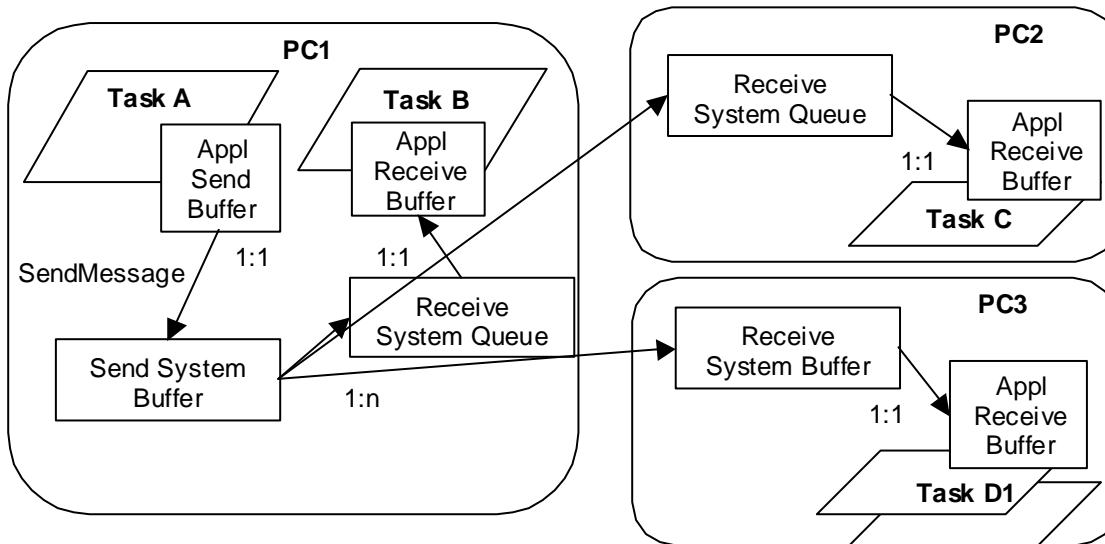 PC1
Task A
Appl
Send
Buffer
Task B
Appl
Receive
Buffer
1:1
1:1
SendMessage
Receive
System Queue
Send System
Buffer
1:n
PC2
Receive
System Queue
Appl
Receive
Buffer
1:1
Task C
PC3
Receive
System Buffer
Appl
Receive
Buffer
1:1
Task D1